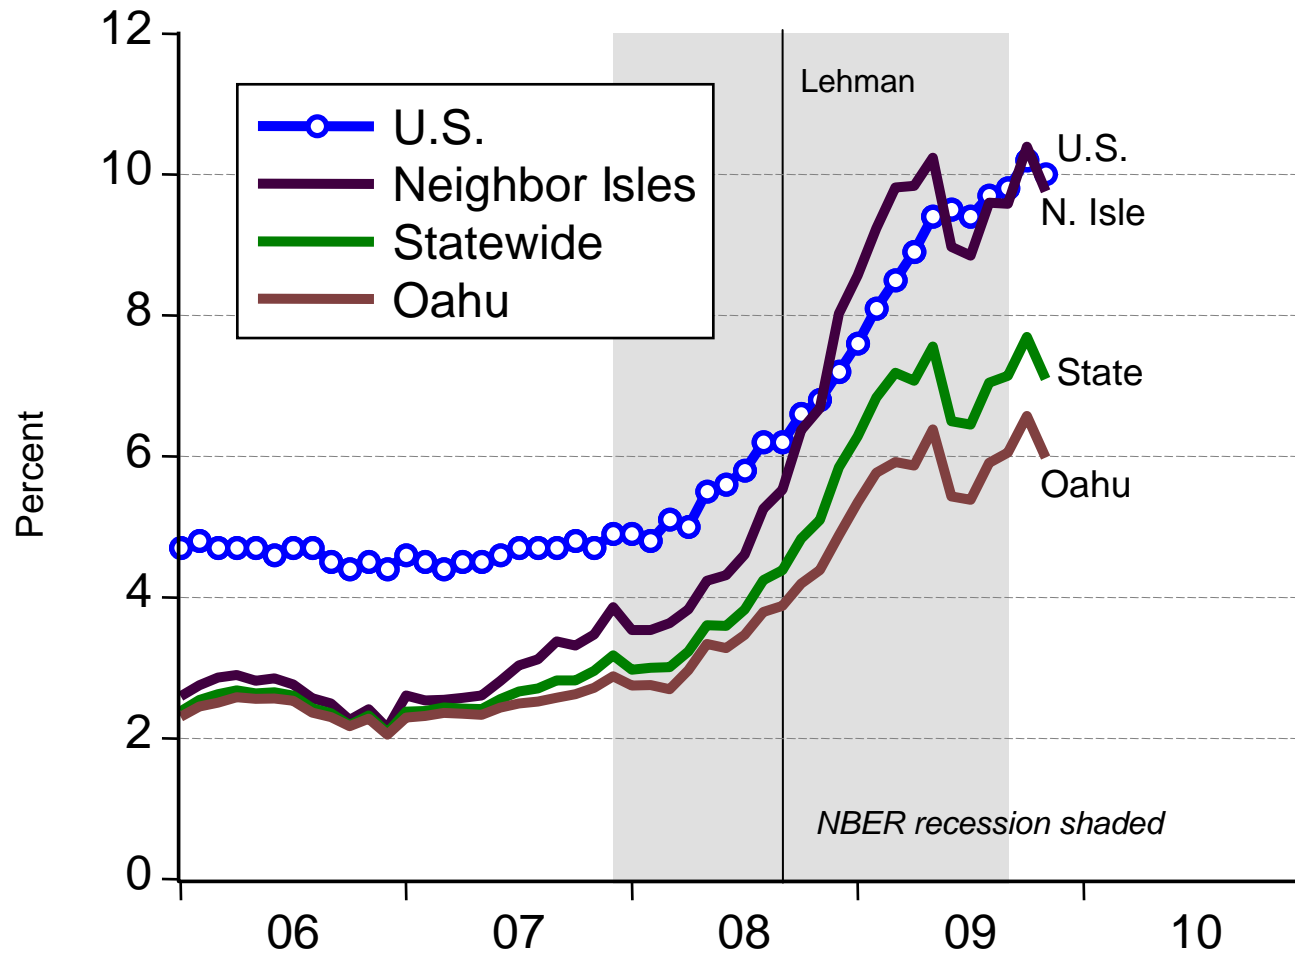 12
Lehman
U.S.
Neighbor Isles
Statewide
Oahu
U.S.
10
N. Isle
8
State
6
Oahu
Percent
4
2
NBER recession shaded
0
06 07 08 09 10